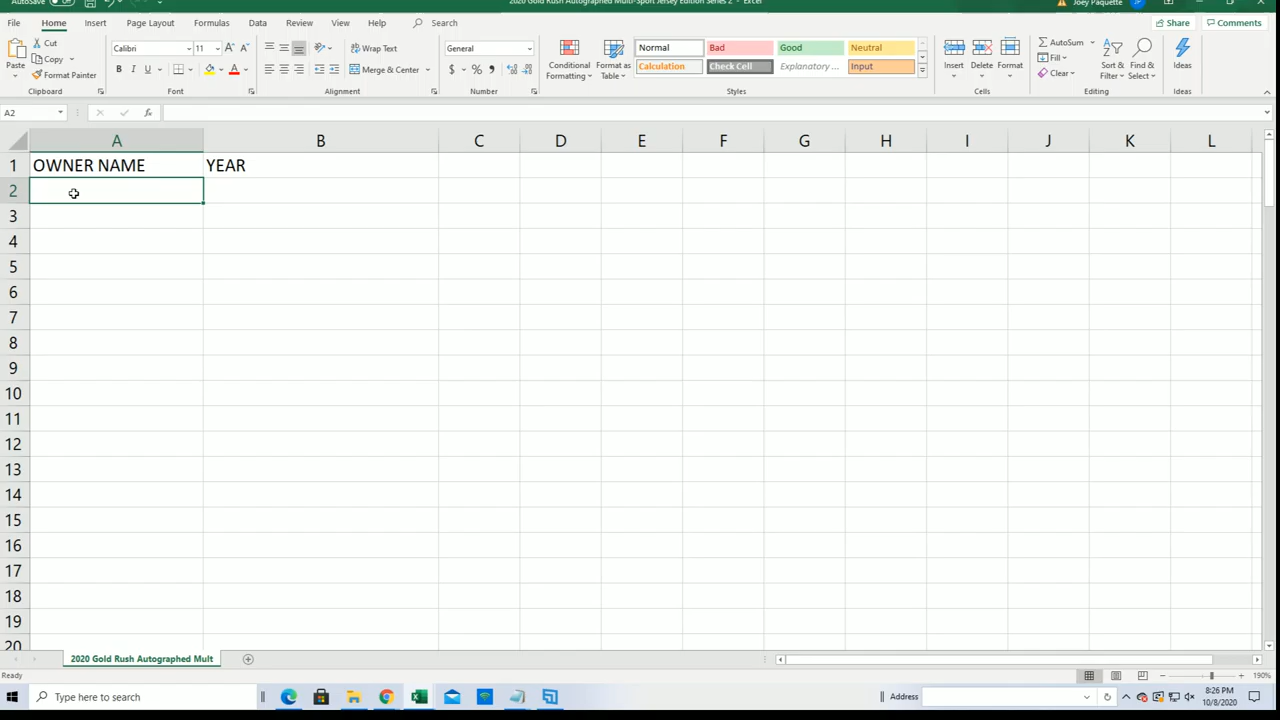 AutoSave Off 2020 Gold Rush Autographed Multi-Sport Jersey Edition Series 2 - Excel Joey Paquette JP
File Home Insert Page Layout Formulas Data Review View Help Search Share Comments
Paste Cut Copy Format Painter Clipboard
Calibri 11 A A B I U A Font
Wrap Text Merge & Center Alignment
General $ % , Number
Conditional Formatting Format as Table
Normal Bad Good Neutral
Calculation Check Cell Explanatory ... Input
Styles
Insert Delete Format Cells
AutoSum Fill Clear Sort & Filter Find & Select Editing
Ideas Ideas
A2 fx
A B C D E F G H I J K L
1 OWNER NAME YEAR
2
3
4
5
6
7
8
9
10
11
12
13
14
15
16
17
18
19
20
2020 Gold Rush Autographed Mult
Ready 190%
Type here to search Address 8:26 PM
10/8/2020